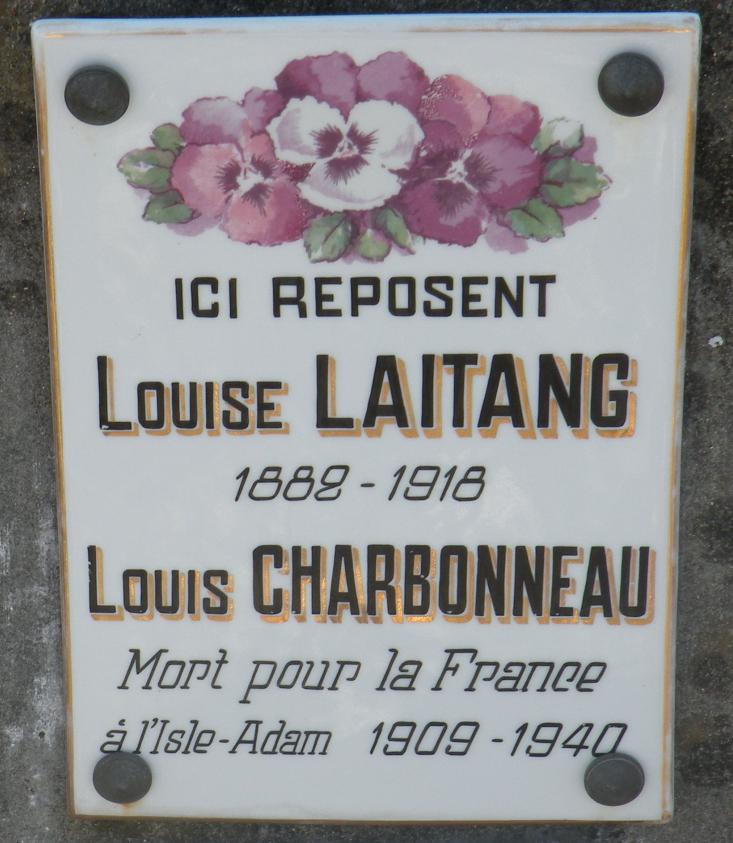 ICI REPOSENT
Louise LAITANG
1882 - 1918
Louis CHARBONNEAU
Mort pour la France
à l'Isle-Adam 1909 - 1940